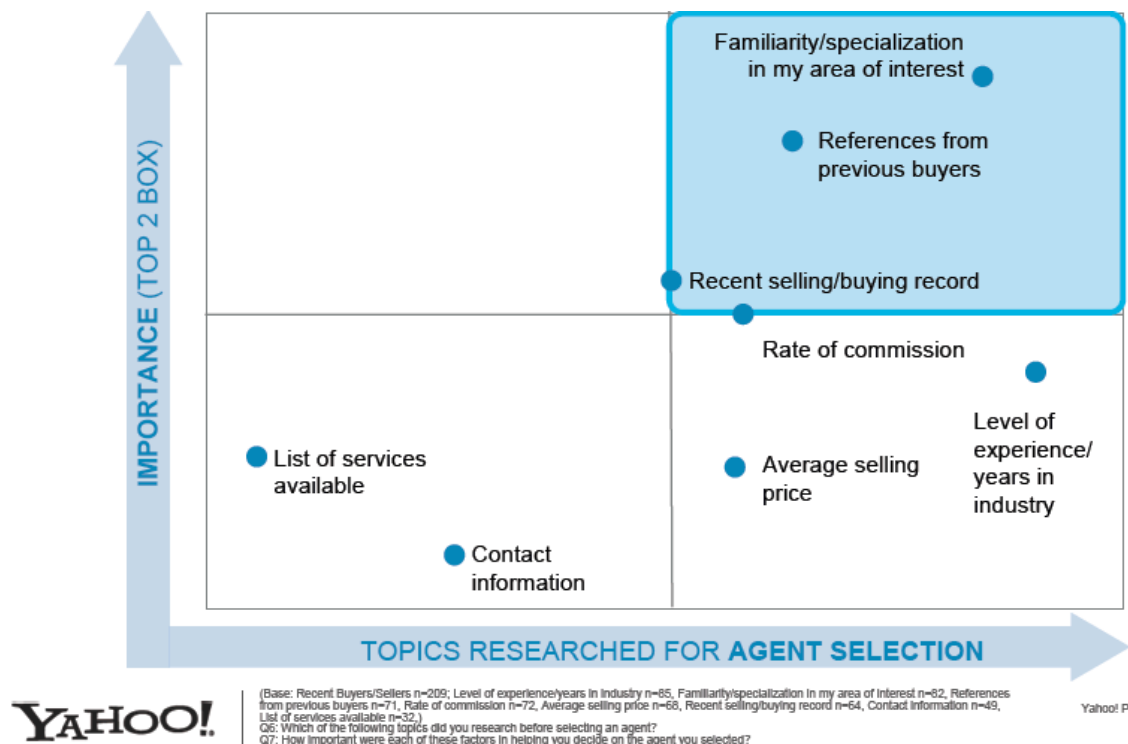 Familiarity/specialization
in my area of interest
References from
previous buyers
Recent selling/buying record
Rate of commission
Level of
experience/
years in
industry
List of services
available
Average selling
price
Contact
information
IMPORTANCE (TOP 2 BOX)
TOPICS RESEARCHED FOR AGENT SELECTION
YAHOO!
(Base: Recent Buyers/Sellers n=209; Level of experience/years in industry n=85, Familiarity/specialization in my area of interest n=82, References
from previous buyers n=71, Rate of commission n=72, Average selling price n=68, Recent selling/buying record n=64, Contact information n=49,
List of services available n=32,)
Q6: Which of the following topics did you research before selecting an agent?
Q7: How important were each of these factors in helping you decide on the agent you selected?
Yahoo! P